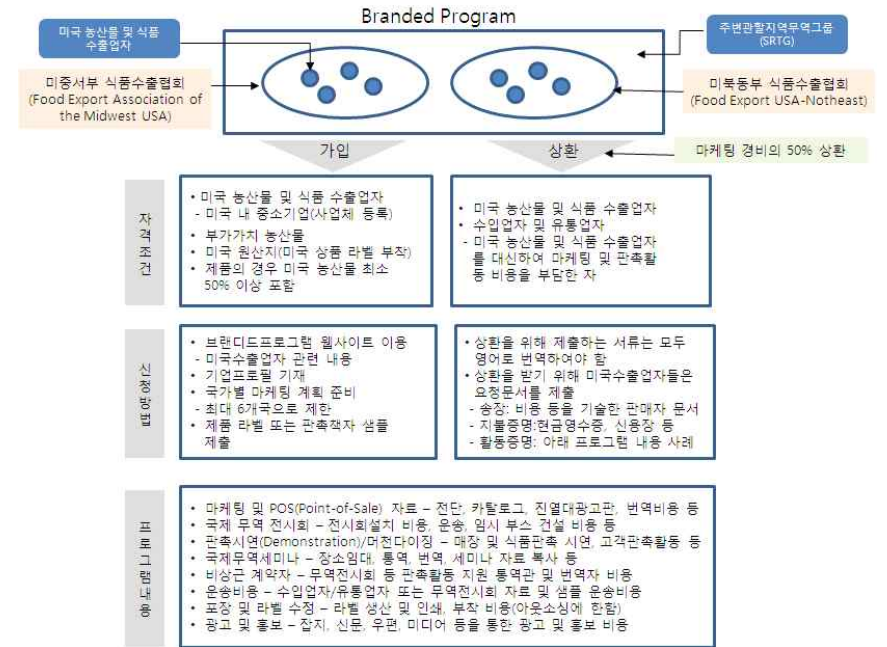 Branded Program
미국 농산물 및 식품
수출업자
주변관할지역무역그룹
(SRTG)
미중서부 식품수출협회
(Food Export Association of
the Midwest USA)
미북동부 식품수출협회
(Food Export USA-Notheast)
가입
상환
마케팅 경비의 50% 상환
자격조건
• 미국 농산물 및 식품 수출업자
- 미국 내 중소기업(사업체 등록)
• 부가가치 농산물
• 미국 원산지(미국 상품 라벨 부착)
• 제품의 경우 미국 농산물 최소
50% 이상 포함
• 미국 농산물 및 식품 수출업자
• 수입업자 및 유통업자
- 미국 농산물 및 식품 수출업자
를 대신하여 마케팅 및 판촉활
동 비용을 부담한 자
신청방법
• 브랜디드프로그램 웹사이트 이용
- 미국수출업자 관련 내용
• 기업프로필 기재
• 국가별 마케팅 계획 준비
- 최대 6개국으로 제한
• 제품 라벨 또는 판촉책자 샘플
제출
• 상환을 위해 제출하는 서류는 모두
영어로 번역하여야 함
• 상환을 받기 위해 미국수출업자들은
요청문서를 제출
- 송장: 비용 등을 기술한 판매자 문서
- 지불증명:현금영수증, 신용장 등
- 활동증명: 아래 프로그램 내용 사례
프로그램내용
• 마케팅 및 POS(Point-of-Sale) 자료 – 전단, 카탈로그, 진열대광고판, 번역비용 등
• 국제 무역 전시회 – 전시회설치 비용, 운송, 임시 부스 건설 비용 등
• 판촉시연(Demonstration)/머천다이징 – 매장 및 식품판촉 시연, 고객판촉활동 등
• 국제무역세미나 – 장소임대, 통역, 번역, 세미나 자료 복사 등
• 비상근 계약자 – 무역전시회 등 판촉활동 지원 통역관 및 번역자 비용
• 운송비용 – 수입업자/유통업자 또는 무역전시회 자료 및 샘플 운송비용
• 포장 및 라벨 수정 – 라벨 생산 및 인쇄, 부착 비용(아웃소싱에 한함)
• 광고 및 홍보 – 잡지, 신문, 우편, 미디어 등을 통한 광고 및 홍보 비용